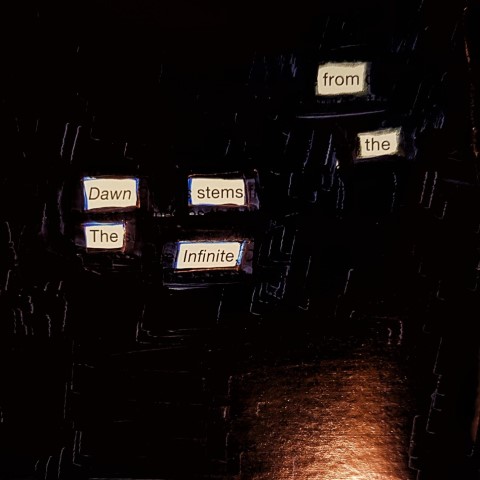 from
the
Dawn stems
The Infinite,